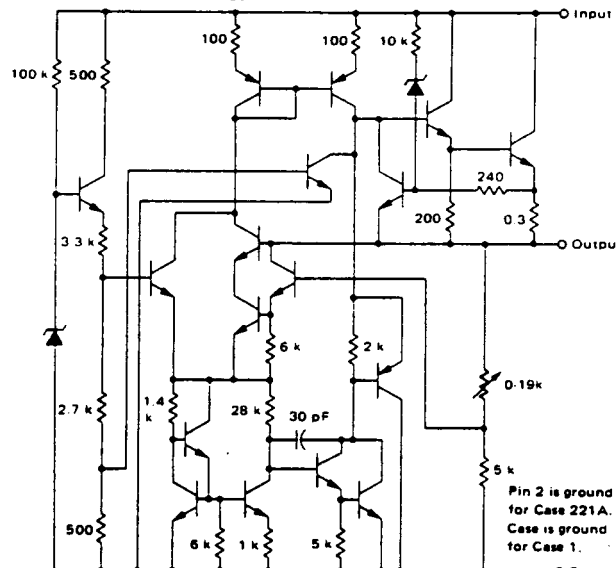 Input
100
100
10 k
100 k
500
240
200
0.3
3.3 k
Output
6 k
2 k
0-19k
2.7 k
1.4
k
28 k
30 pF
5 k
500
6 k
1 k
5 k
Pin 2 is ground
for Case 221A.
Case is ground
for Case 1.